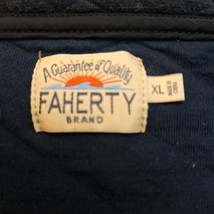 A Guarantee of Quality
FAHERTY
BRAND
XL